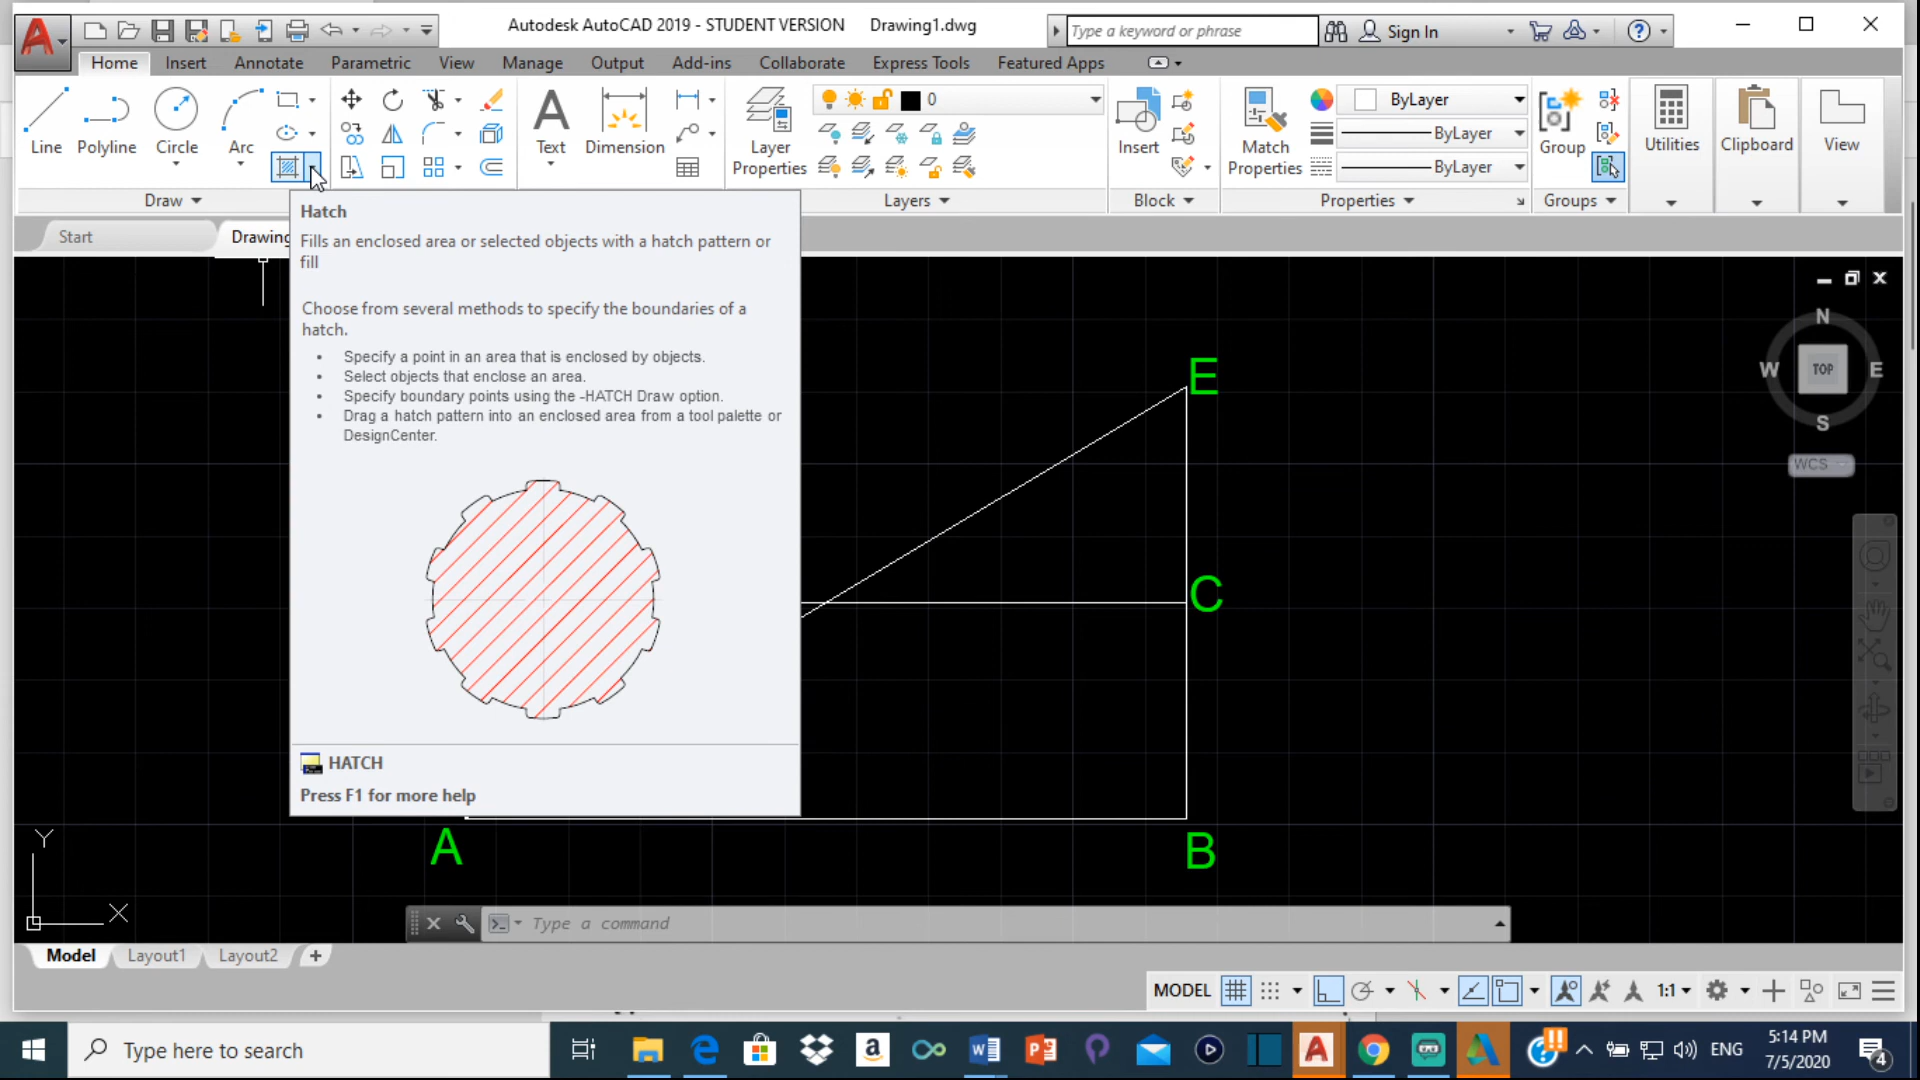 Autodesk AutoCAD 2019 - STUDENT VERSION Drawing1.dwg
Type a keyword or phrase
Sign In
Home Insert Annotate Parametric View Manage Output Add-ins Collaborate Express Tools Featured Apps
Line Polyline Circle Arc Text Dimension Layer Properties 0 Insert Match Properties ByLayer ByLayer ByLayer Group Utilities Clipboard View
Draw Layers Block Properties Groups
Start Drawing
Hatch
Fills an enclosed area or selected objects with a hatch pattern or
fill
Choose from several methods to specify the boundaries of a
hatch.
• Specify a point in an area that is enclosed by objects.
• Select objects that enclose an area.
• Specify boundary points using the -HATCH Draw option.
• Drag a hatch pattern into an enclosed area from a tool palette or
DesignCenter.
HATCH
Press F1 for more help
N
W TOP E
S
WCS
E
C
A B
Y
X
Type a command
Model Layout1 Layout2 +
MODEL 1:1
Type here to search
ENG
5:14 PM
7/5/2020
4